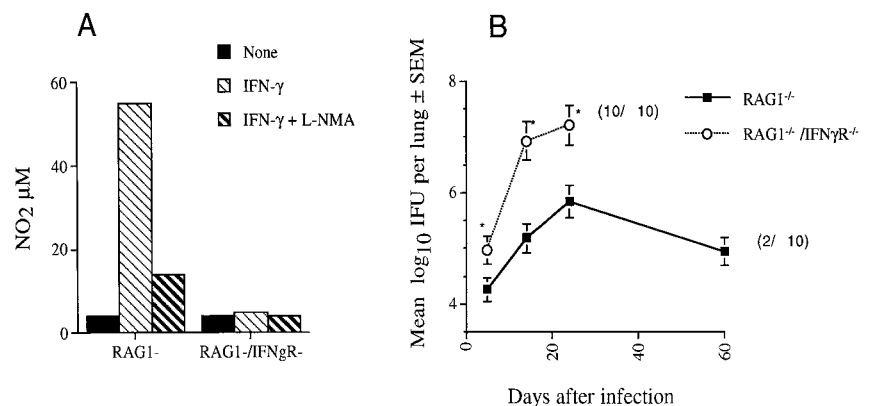 A
None
IFN-γ
IFN-γ + L-NMA
NO2 µM
60
40
20
0
RAG1-
RAG1-/IFNgR-
B
Mean log10 IFU per lung ± SEM
8
6
4
*
*
*
(10/ 10)
(2/ 10)
RAG1-/-
RAG1-/- /IFNγR-/-
0
20
40
60
Days after infection